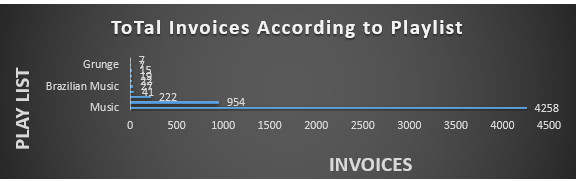 ToTal Invoices According to Playlist
PLAY LIST
Grunge
Brazilian Music
Music
7
7
15
41
222
954
4258
0 500 1000 1500 2000 2500 3000 3500 4000 4500
INVOICES